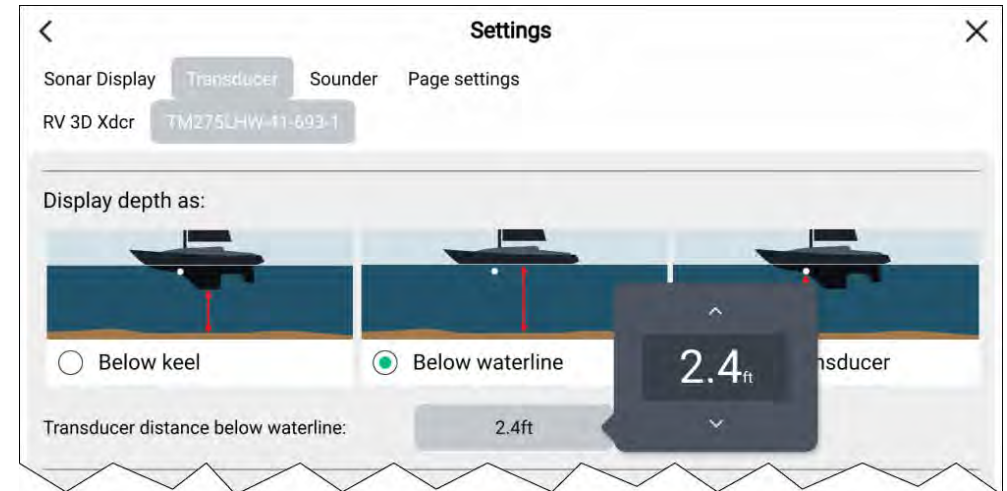 Settings
Sonar Display Transducer Sounder Page settings
RV 3D Xdcr TM275LHW-41-693-1
Display depth as:
Below keel Below waterline nsducer
2.4ft
Transducer distance below waterline: 2.4ft